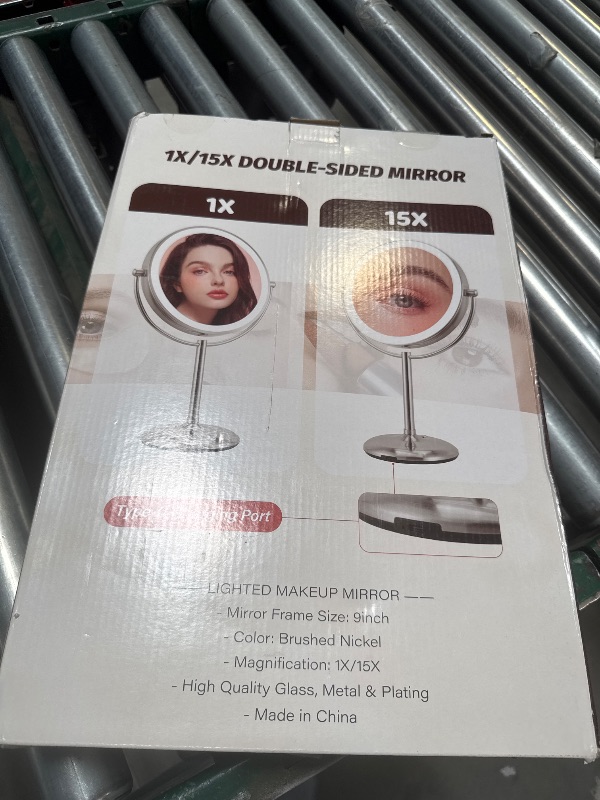 1X/15X DOUBLE-SIDED MIRROR
1X
15X
Port
LIGHTED MAKEUP MIRROR
- Mirror Frame Size: 9inch
- Color: Brushed Nickel
- Magnification: 1X/15X
- High Quality Glass, Metal & Plating
- Made in China